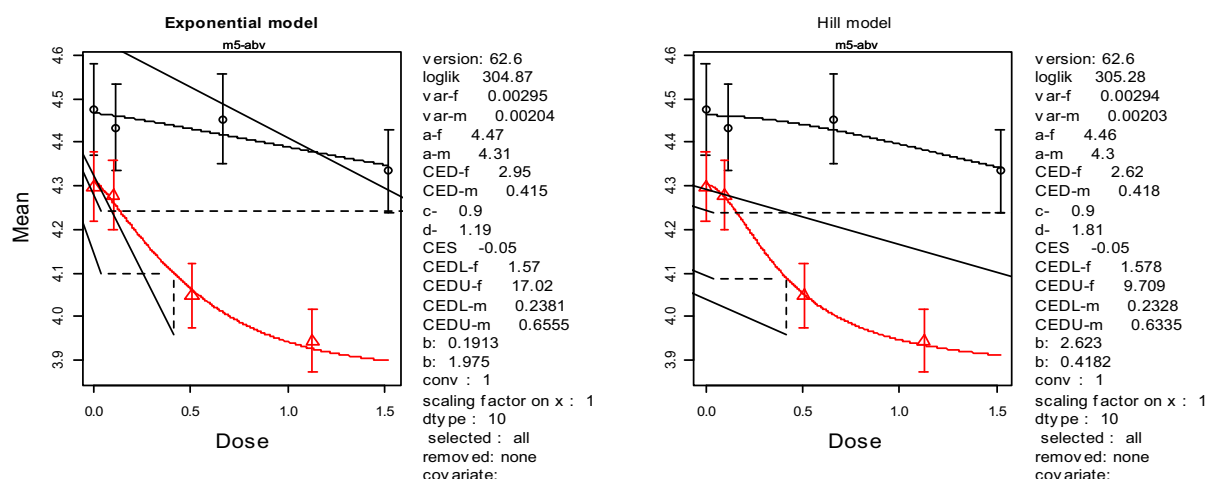 Exponential model
m5-abv
Mean
4.6
4.5
4.4
4.3
4.2
4.1
4.0
3.9
0.0
0.5
1.0
1.5
Dose
version: 62.6
loglik 304.87
var-f 0.00295
var-m 0.00204
a-f 4.47
a-m 4.31
CED-f 2.95
CED-m 0.415
c- 0.9
d- 1.19
CES -0.05
CEDL-f 1.57
CEDU-f 17.02
CEDL-m 0.2381
CEDU-m 0.6555
b: 0.1913
b: 1.975
conv : 1
scaling factor on x : 1
dtype : 10
selected : all
removed: none
covariate:
Hill model
m5-abv
4.6
4.5
4.4
4.3
4.2
4.1
4.0
3.9
0.0
0.5
1.0
1.5
Dose
version: 62.6
loglik 305.28
var-f 0.00294
var-m 0.00203
a-f 4.46
a-m 4.3
CED-f 2.62
CED-m 0.418
c- 0.9
d- 1.81
CES -0.05
CEDL-f 1.578
CEDU-f 9.709
CEDL-m 0.2328
CEDU-m 0.6335
b: 2.623
b: 0.4182
conv : 1
scaling factor on x : 1
dtype : 10
selected : all
removed: none
covariate: